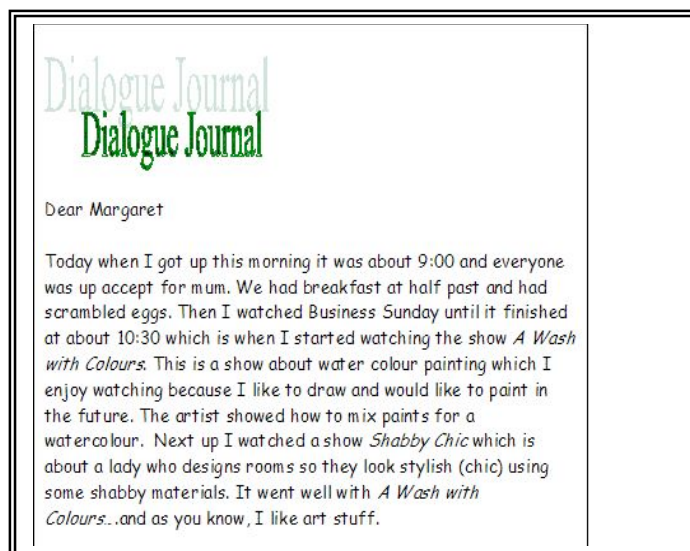 Dialogue Journal
Dialogue Journal
Dear Margaret
Today when I got up this morning it was about 9:00 and everyone
was up accept for mum. We had breakfast at half past and had
scrambled eggs. Then I watched Business Sunday until it finished
at about 10:30 which is when I started watching the show A Wash
with Colours. This is a show about water colour painting which I
enjoy watching because I like to draw and would like to paint in
the future. The artist showed how to mix paints for a
watercolour. Next up I watched a show Shabby Chic which is
about a lady who designs rooms so they look stylish (chic) using
some shabby materials. It went well with A Wash with
Colours...and as you know, I like art stuff.